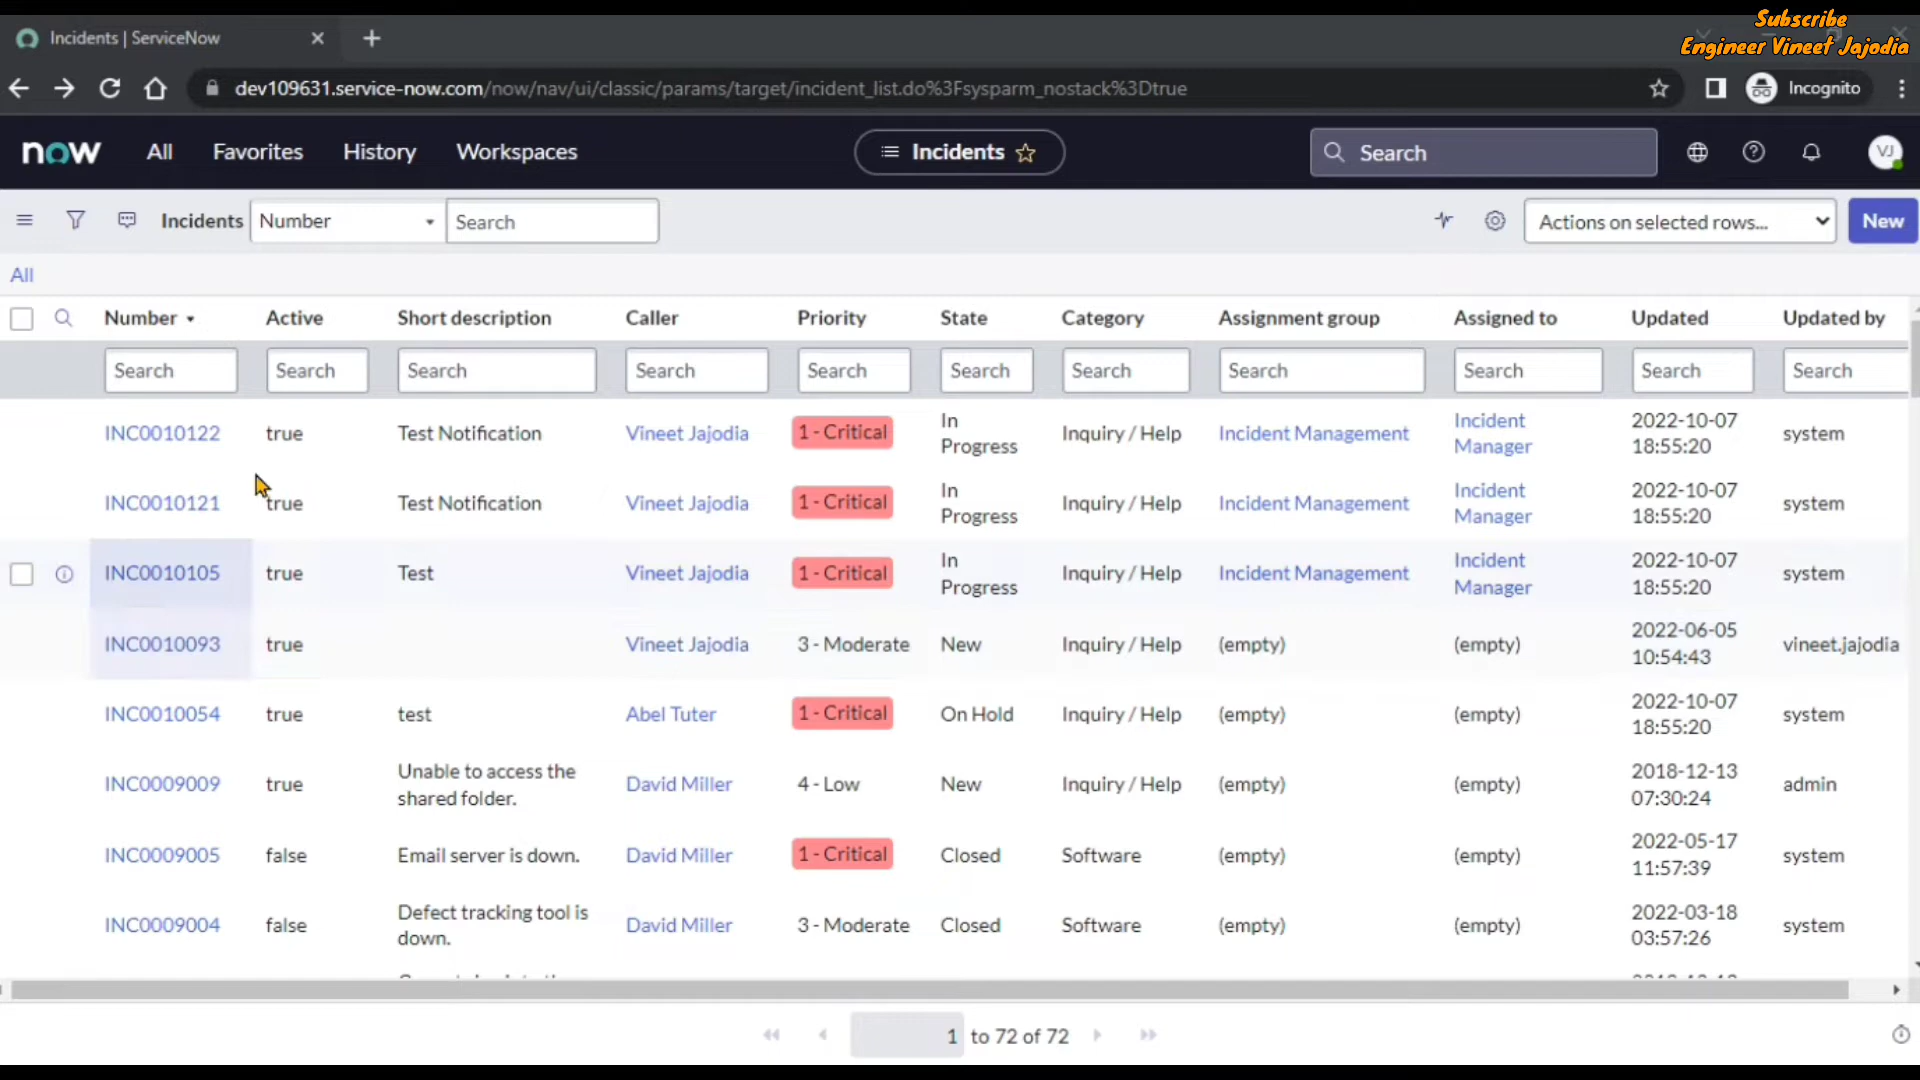 Subscribe
Engineer Vineet Jajodia
Incidents | ServiceNow
dev109631.service-now.com/now/nav/ui/classic/params/target/incident_list.do%3Fsysparm_nostack%3Dtrue
Incognito
now All Favorites History Workspaces Incidents Search VJ
Incidents Number Search Actions on selected rows... New
All
Number Active Short description Caller Priority State Category Assignment group Assigned to Updated Updated by
Search Search Search Search Search Search Search Search Search Search Search
INC0010122 true Test Notification Vineet Jajodia 1 - Critical In Progress Inquiry / Help Incident Management Incident Manager 2022-10-07 18:55:20 system
INC0010121 true Test Notification Vineet Jajodia 1 - Critical In Progress Inquiry / Help Incident Management Incident Manager 2022-10-07 18:55:20 system
INC0010105 true Test Vineet Jajodia 1 - Critical In Progress Inquiry / Help Incident Management Incident Manager 2022-10-07 18:55:20 system
INC0010093 true Vineet Jajodia 3 - Moderate New Inquiry / Help (empty) (empty) 2022-06-05 10:54:43 vineet.jajodia
INC0010054 true test Abel Tuter 1 - Critical On Hold Inquiry / Help (empty) (empty) 2022-10-07 18:55:20 system
INC0009009 true Unable to access the shared folder. David Miller 4 - Low New Inquiry / Help (empty) (empty) 2018-12-13 07:30:24 admin
INC0009005 false Email server is down. David Miller 1 - Critical Closed Software (empty) (empty) 2022-05-17 11:57:39 system
INC0009004 false Defect tracking tool is down. David Miller 3 - Moderate Closed Software (empty) (empty) 2022-03-18 03:57:26 system
1 to 72 of 72